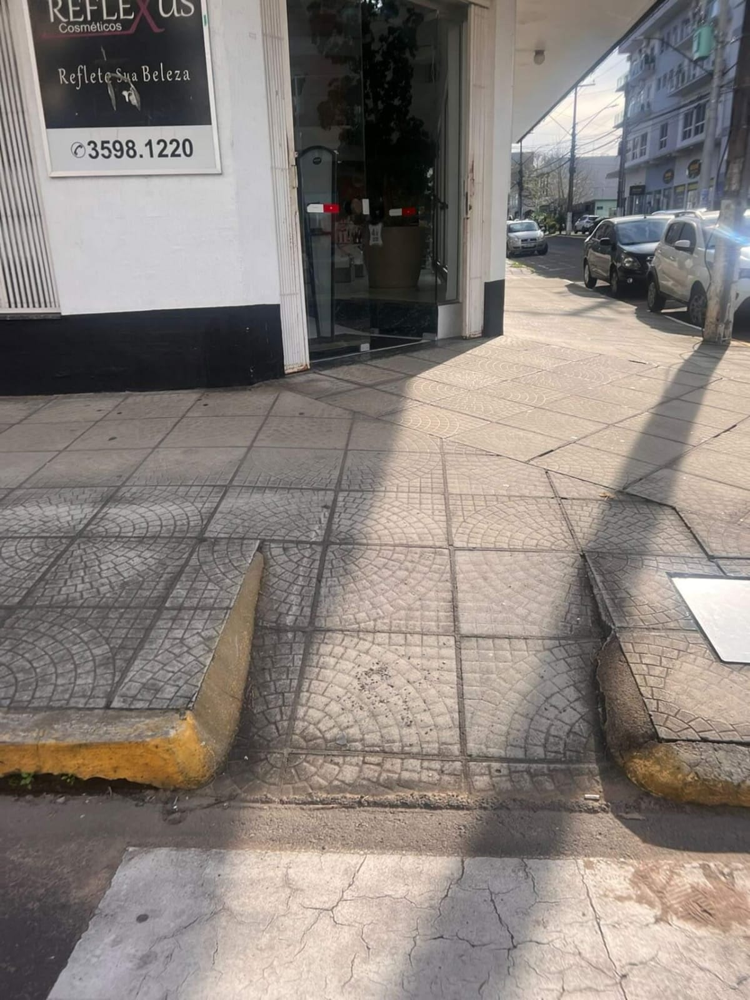 REFLEXUS
Cosméticos
Reflete Sua Beleza
3598.1220